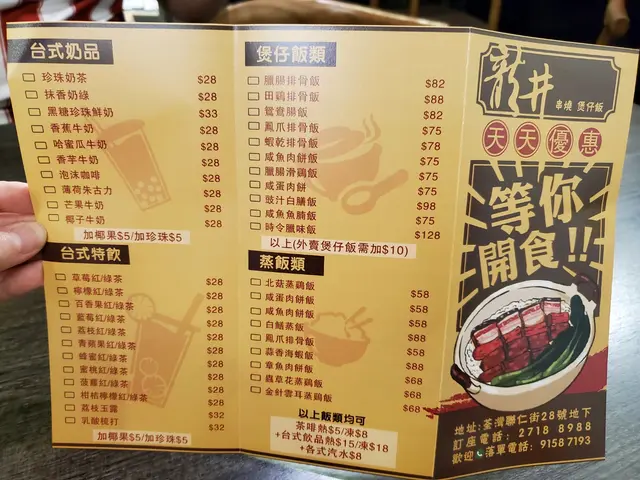 台式奶品
珍珠奶茶 $28
抹香奶綠 $28
黑糖珍珠鮮奶 $33
香蕉牛奶 $28
哈蜜瓜牛奶 $28
香芋牛奶 $28
泡沫咖啡 $28
薄荷朱古力 $28
芒果牛奶 $28
椰子牛奶 $28
加椰果$5/加珍珠$5
台式特飲
草莓紅/綠茶 $28
檸檬紅/綠茶 $28
百香果紅/綠茶 $28
藍莓紅/綠茶 $28
荔枝紅/綠茶 $28
青蘋果紅/綠茶 $28
蜂蜜紅/綠茶 $28
蜜桃紅/綠茶 $28
菠蘿紅/綠茶 $28
柑桔檸檬紅/綠茶 $28
荔枝玉露 $32
乳酸梳打 $32
加椰果$5/加珍珠$5
煲仔飯類
臘腸排骨飯 $82
田鷄排骨飯 $88
鴛鴦腸飯 $82
鳳爪排骨飯 $75
蝦乾排骨飯 $78
咸魚肉餅飯 $75
臘腸滑鷄飯 $75
咸蛋肉餅 $75
豉汁白鱔飯 $98
咸魚魚腩飯 $75
時令臘味飯 $128
以上(外賣煲仔飯需加$10)
蒸飯類
北菇蒸鷄飯 $58
咸蛋肉餅飯 $58
咸魚肉餅飯 $58
白鱔蒸飯 $88
鳳爪排骨飯 $58
蒜香海蝦飯 $88
章魚肉餅飯 $68
蟲草花蒸鷄飯 $68
金針雲耳蒸鷄飯 $68
以上飯類均可
茶啡熱$5/凍$8
+台式飲品熱$15/凍$18
+各式汽水$8
龍井
串燒 煲仔飯
天天優惠
等你
開食!!
地址:荃灣聯仁街28號地下
訂座電話: 2718 8988
歡迎落單電話: 9158 7193